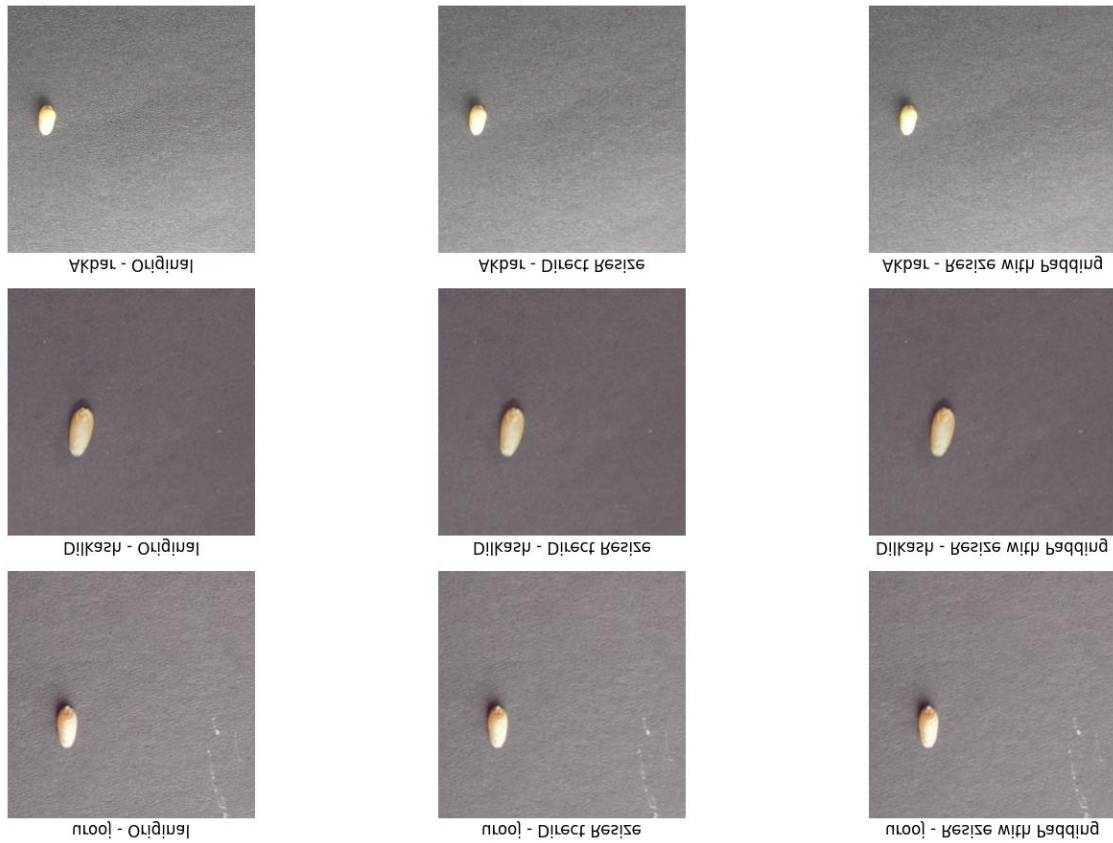 urooj - Original
urooj - Direct Resize
urooj - Resize with Padding
Dilkash - Original
Dilkash - Direct Resize
Dilkash - Resize with Padding
Akbar - Original
Akbar - Direct Resize
Akbar - Resize with Padding